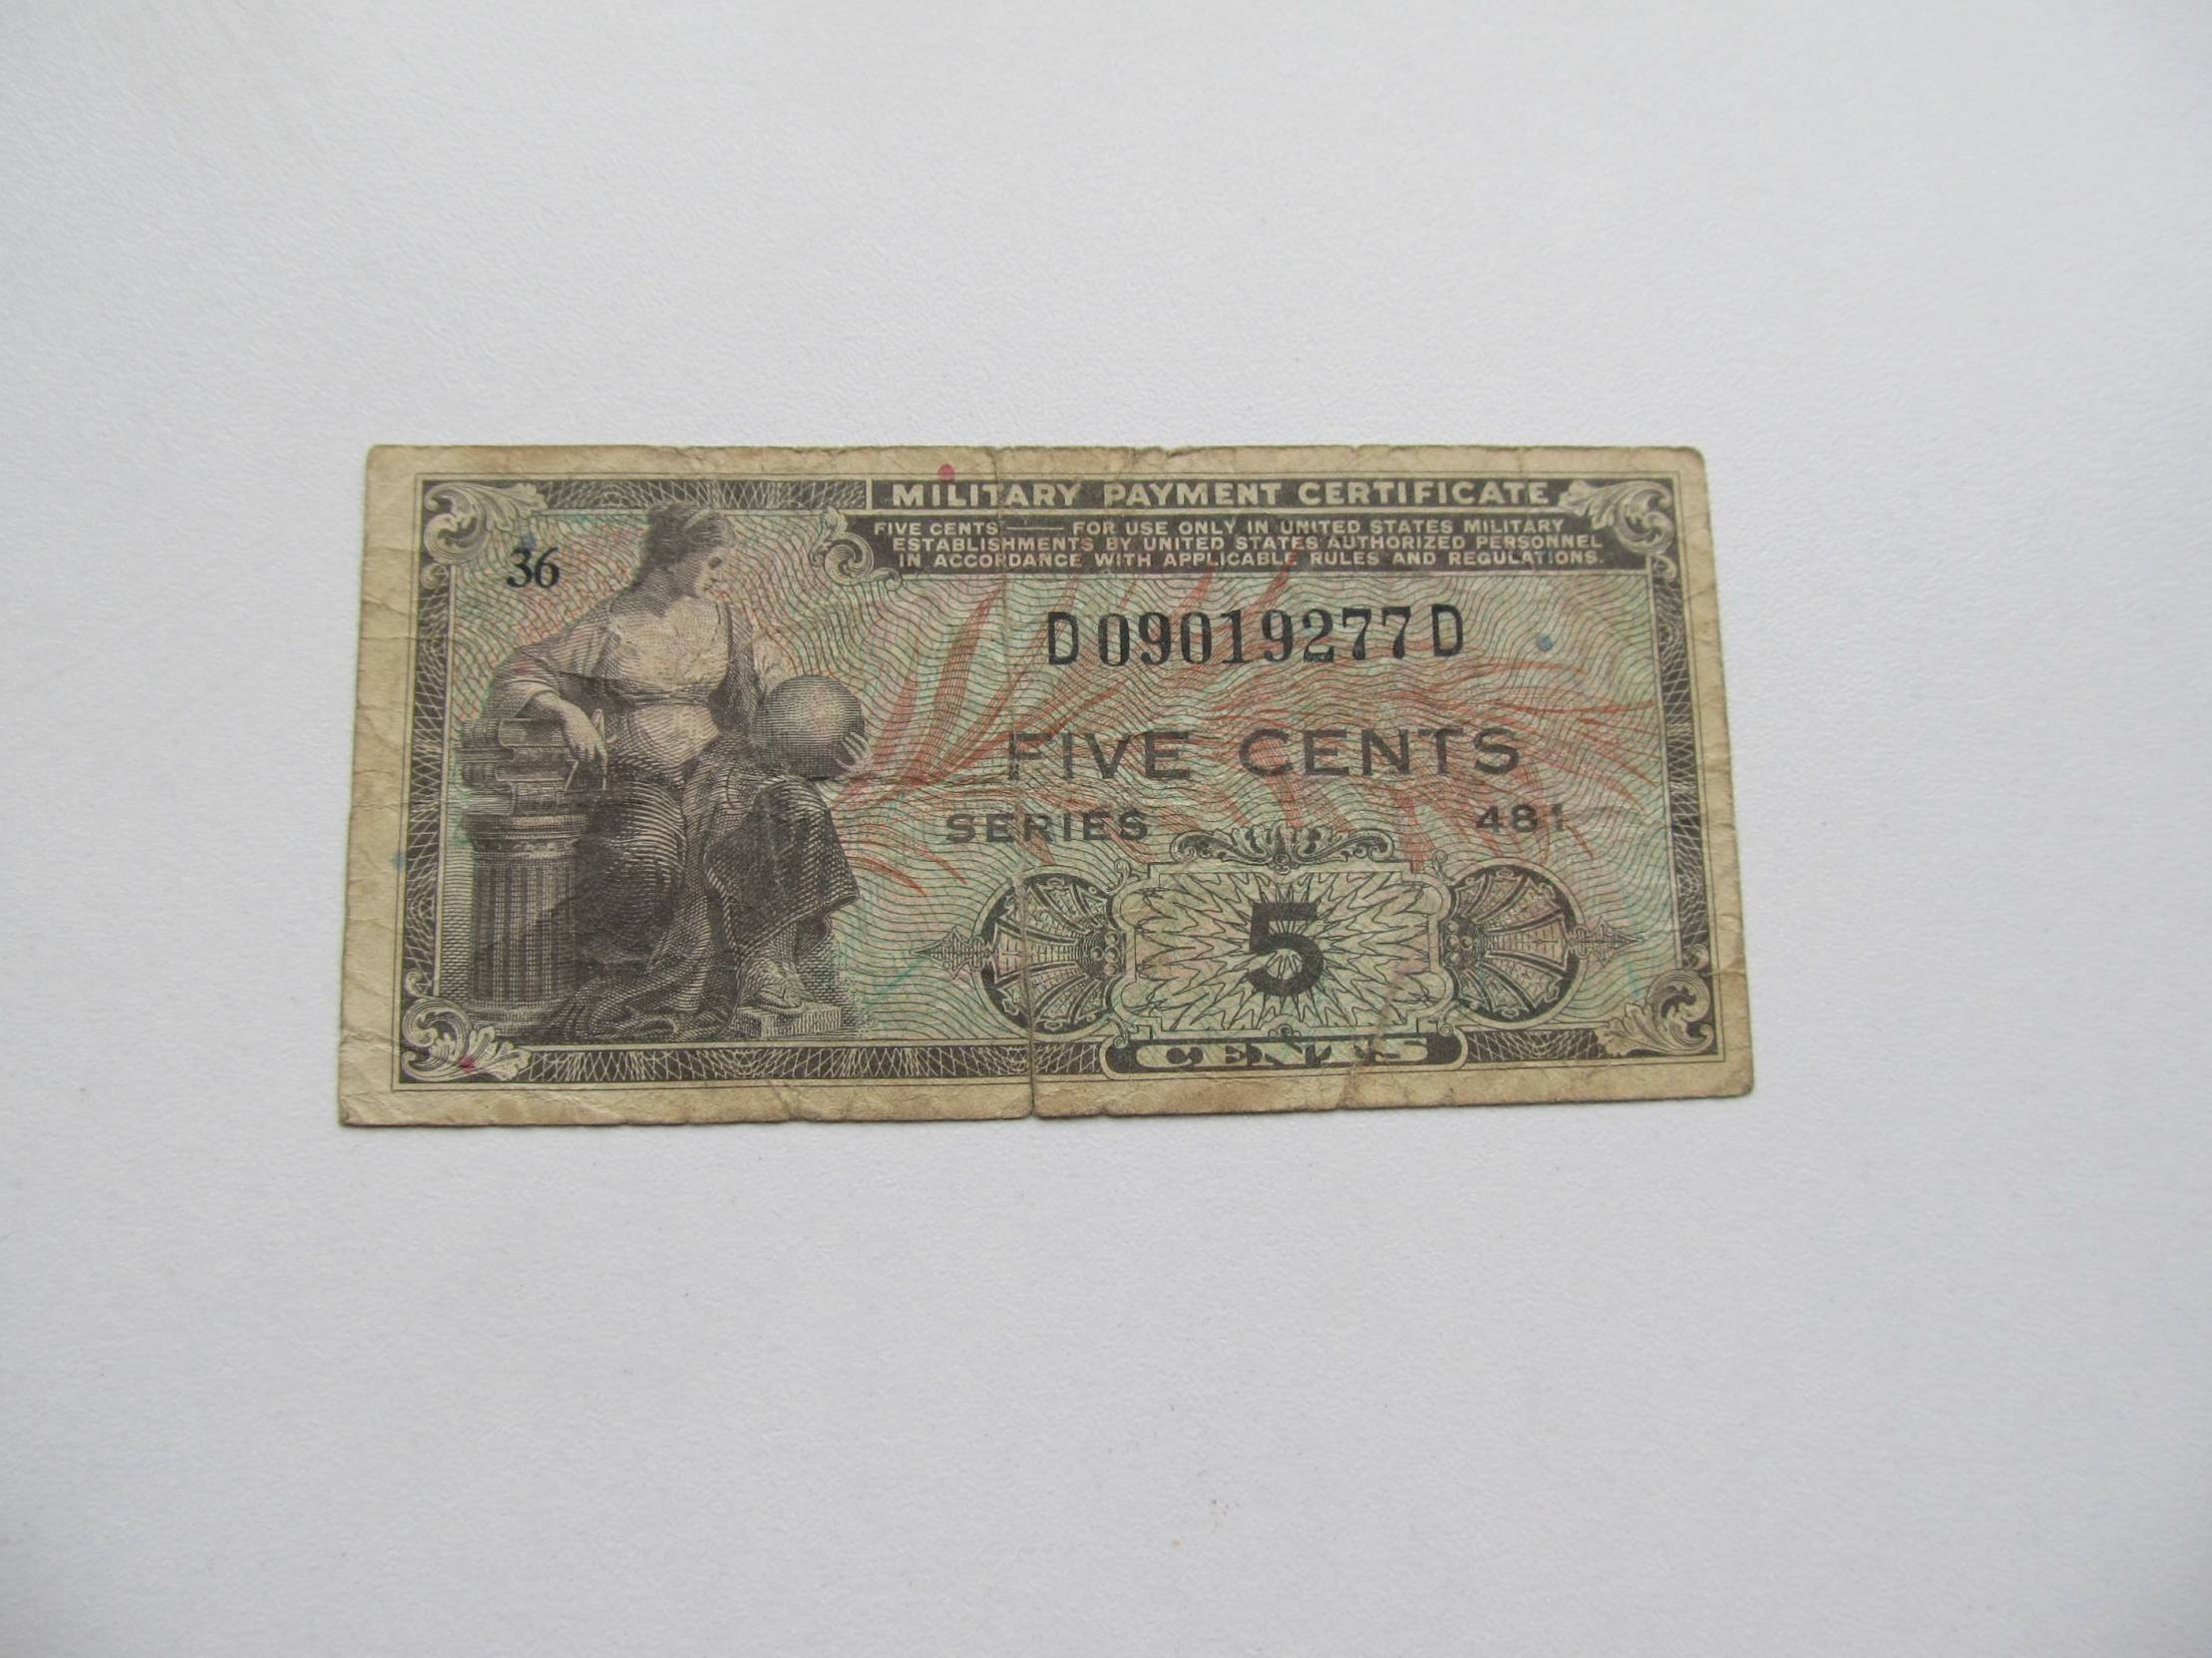 MILITARY PAYMENT CERTIFICATE
FIVE CENTS — FOR USE ONLY IN UNITED STATES MILITARY
ESTABLISHMENTS BY UNITED STATES AUTHORIZED PERSONNEL
IN ACCORDANCE WITH APPLICABLE RULES AND REGULATIONS.
36
D09019277D
FIVE CENTS
SERIES 481
5
CENTS